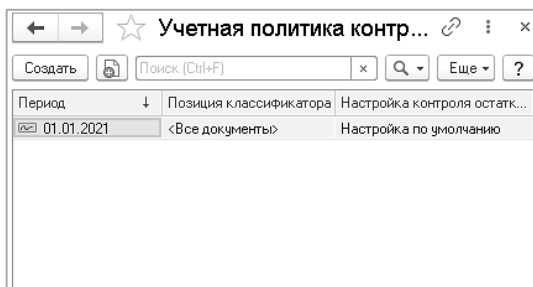 Учетная политика контр...
Создать Поиск (Ctrl+F) × Еще ?
Период ↓ Позиция классификатора Настройка контроля остатк...
01.01.2021 <Все документы> Настройка по умолчанию